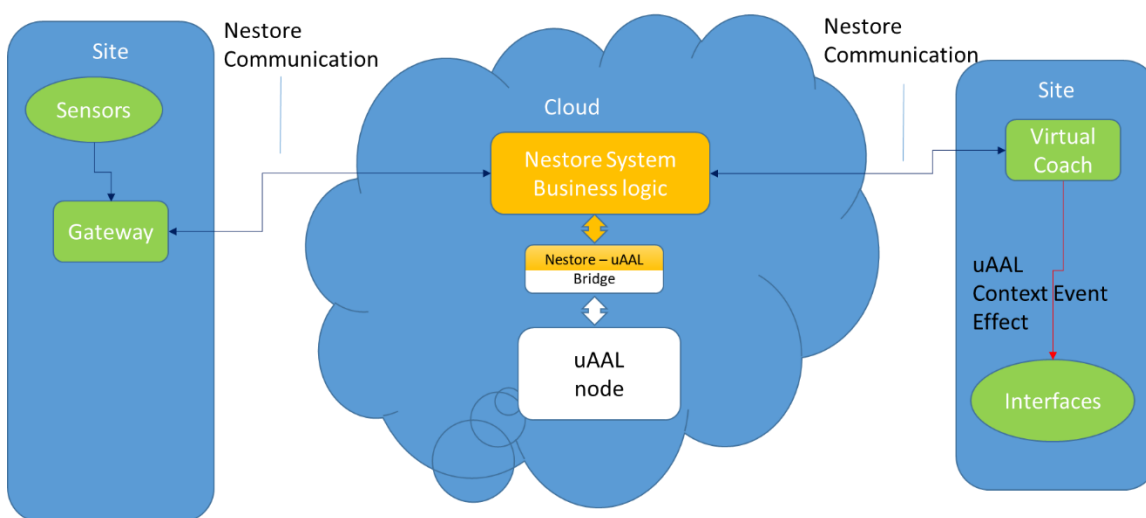 Site
Sensors
Gateway
Nestore
Communication
Cloud
Nestore System
Business logic
Nestore – uAAL
Bridge
uAAL
node
Nestore
Communication
Site
Virtual
Coach
uAAL
Context Event
Effect
Interfaces